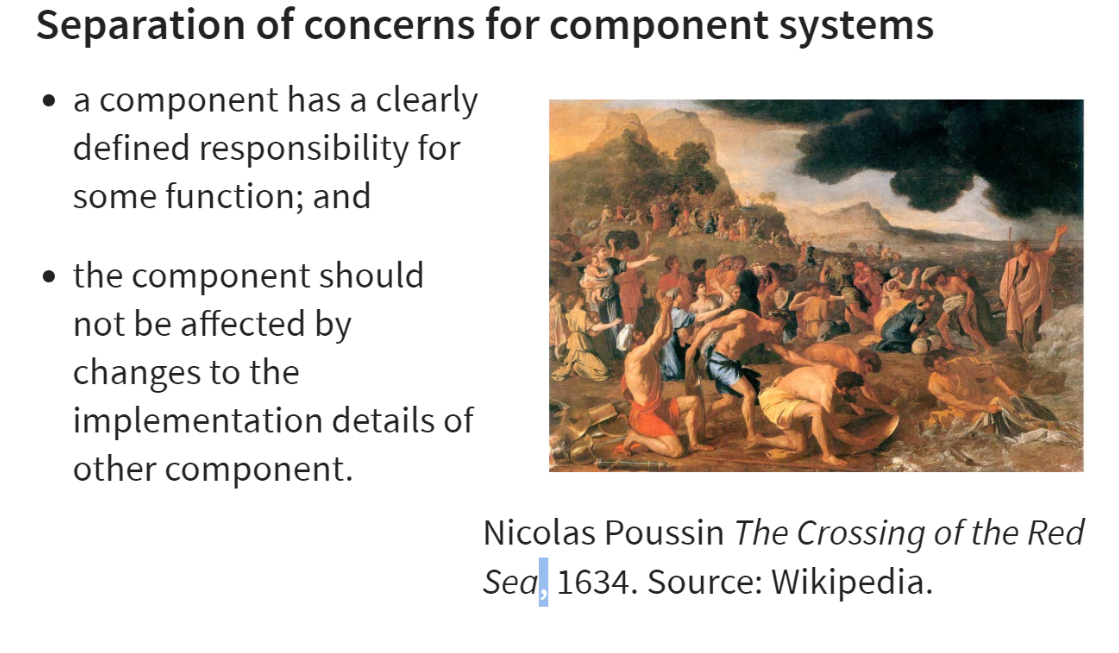 Separation of concerns for component systems
• a component has a clearly
defined responsibility for
some function; and
• the component should
not be affected by
changes to the
implementation details of
other component.
Nicolas Poussin The Crossing of the Red
Sea, 1634. Source: Wikipedia.